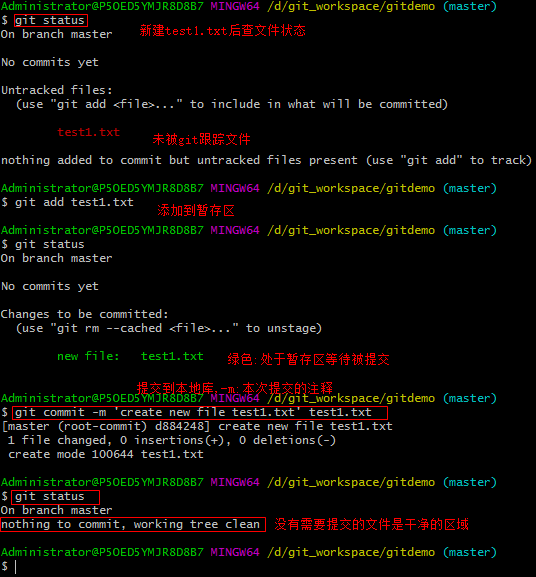 Administrator@P5OED5YMJR8D8B7 MINGW64 /d/git_workspace/gitdemo (master)
$ git status
On branch master 新建test1.txt后查文件状态
No commits yet
Untracked files:
(use "git add <file>..." to include in what will be committed)
test1.txt
未被git跟踪文件
nothing added to commit but untracked files present (use "git add" to track)
Administrator@P5OED5YMJR8D8B7 MINGW64 /d/git_workspace/gitdemo (master)
$ git add test1.txt
添加到暂存区
Administrator@P5OED5YMJR8D8B7 MINGW64 /d/git_workspace/gitdemo (master)
$ git status
On branch master
No commits yet
Changes to be committed:
(use "git rm --cached <file>..." to unstage)
new file: test1.txt 绿色:处于暂存区等待被提交
提交到本地库,-m:本次提交的注释
$ git commit -m 'create new file test1.txt' test1.txt
[master (root-commit) d884248] create new file test1.txt
1 file changed, 0 insertions(+), 0 deletions(-)
create mode 100644 test1.txt
Administrator@P5OED5YMJR8D8B7 MINGW64 /d/git_workspace/gitdemo (master)
$ git status
On branch master
nothing to commit, working tree clean 没有需要提交的文件是干净的区域
Administrator@P5OED5YMJR8D8B7 MINGW64 /d/git_workspace/gitdemo (master)
$